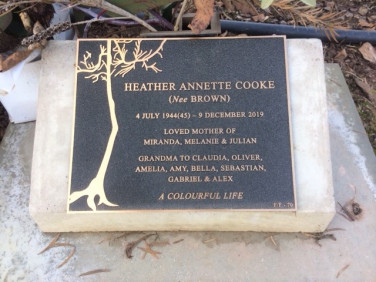 HEATHER ANNETTE COOKE
(Nee BROWN)
4 JULY 1944(45) – 9 DECEMBER 2019
LOVED MOTHER OF
MIRANDA, MELANIE & JULIAN
GRANDMA TO CLAUDIA, OLIVER,
AMELIA, AMY, BELLA, SEBASTIAN,
GABRIEL & ALEX
A COLOURFUL LIFE